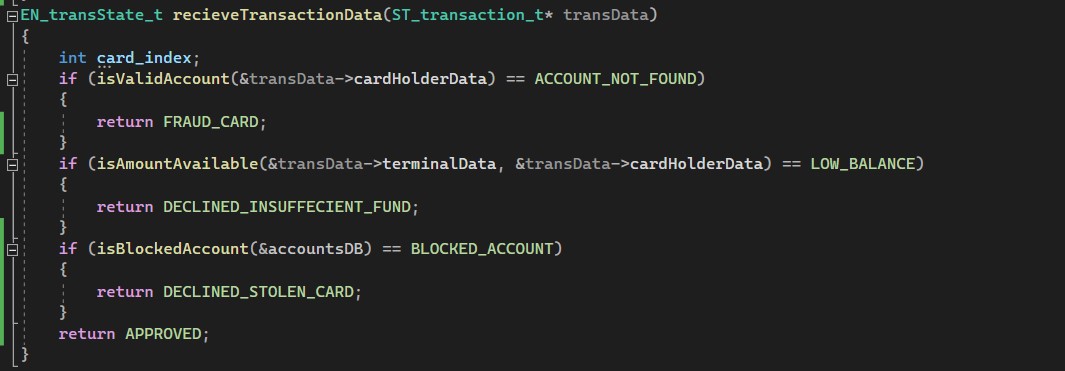 EN_transState_t recieveTransactionData(ST_transaction_t* transData)
{
    int card_index;
    if (isValidAccount(&transData->cardHolderData) == ACCOUNT_NOT_FOUND)
    {
        return FRAUD_CARD;
    }
    if (isAmountAvailable(&transData->terminalData, &transData->cardHolderData) == LOW_BALANCE)
    {
        return DECLINED_INSUFFECIENT_FUND;
    }
    if (isBlockedAccount(&accountsDB) == BLOCKED_ACCOUNT)
    {
        return DECLINED_STOLEN_CARD;
    }
    return APPROVED;
}